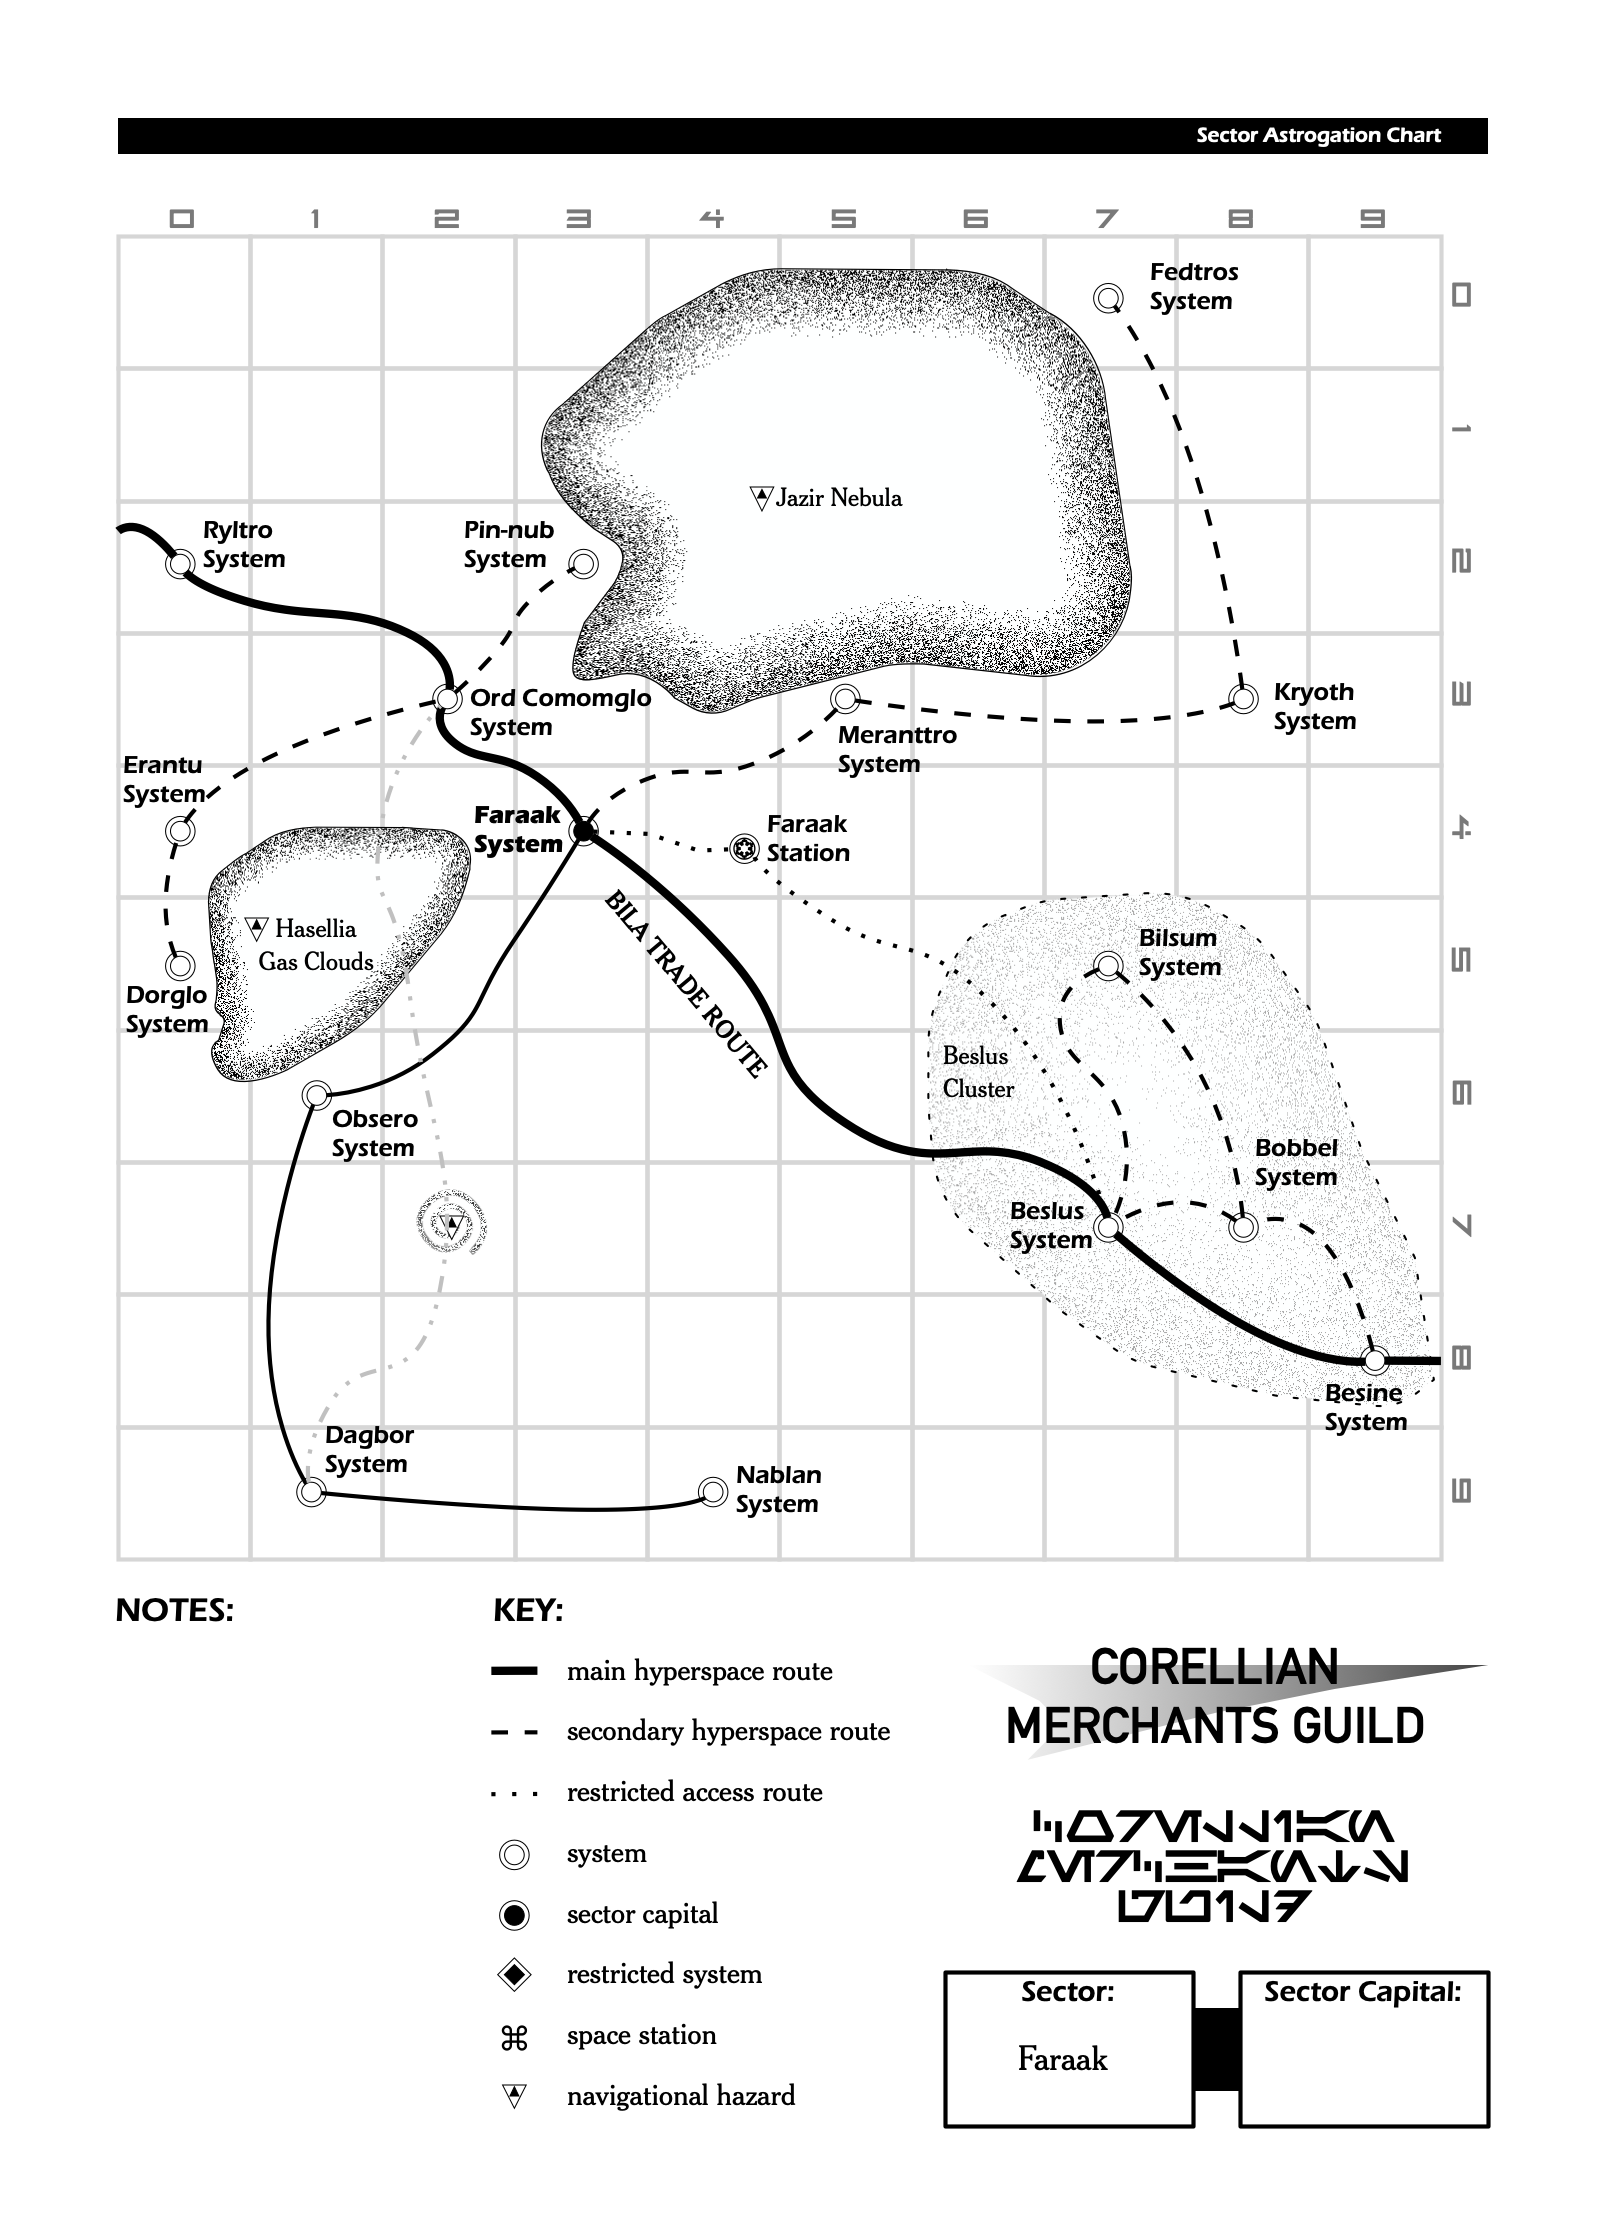 Sector Astrogation Chart
0 1 2 3 4 5 6 7 8 9
Fedtros
System
0
1
Jazir Nebula
Ryltro
System
Pin-nub
System
2
Ord Comomglo
System
Kryoth
System
3
Meranttro
System
Erantu
System
Faraak
System
Faraak
Station
4
BILA TRADE ROUTE
Hasellia
Gas Clouds
Bilsum
System
5
Dorglo
System
Beslus
Cluster
6
Obsero
System
Bobbel
System
Beslus
System
7
8
Besine
System
Dagbor
System
Nablan
System
9
NOTES:
KEY:
main hyperspace route
secondary hyperspace route
restricted access route
system
sector capital
restricted system
space station
navigational hazard
CORELLIAN
MERCHANTS GUILD
Sector:
Faraak
Sector Capital: